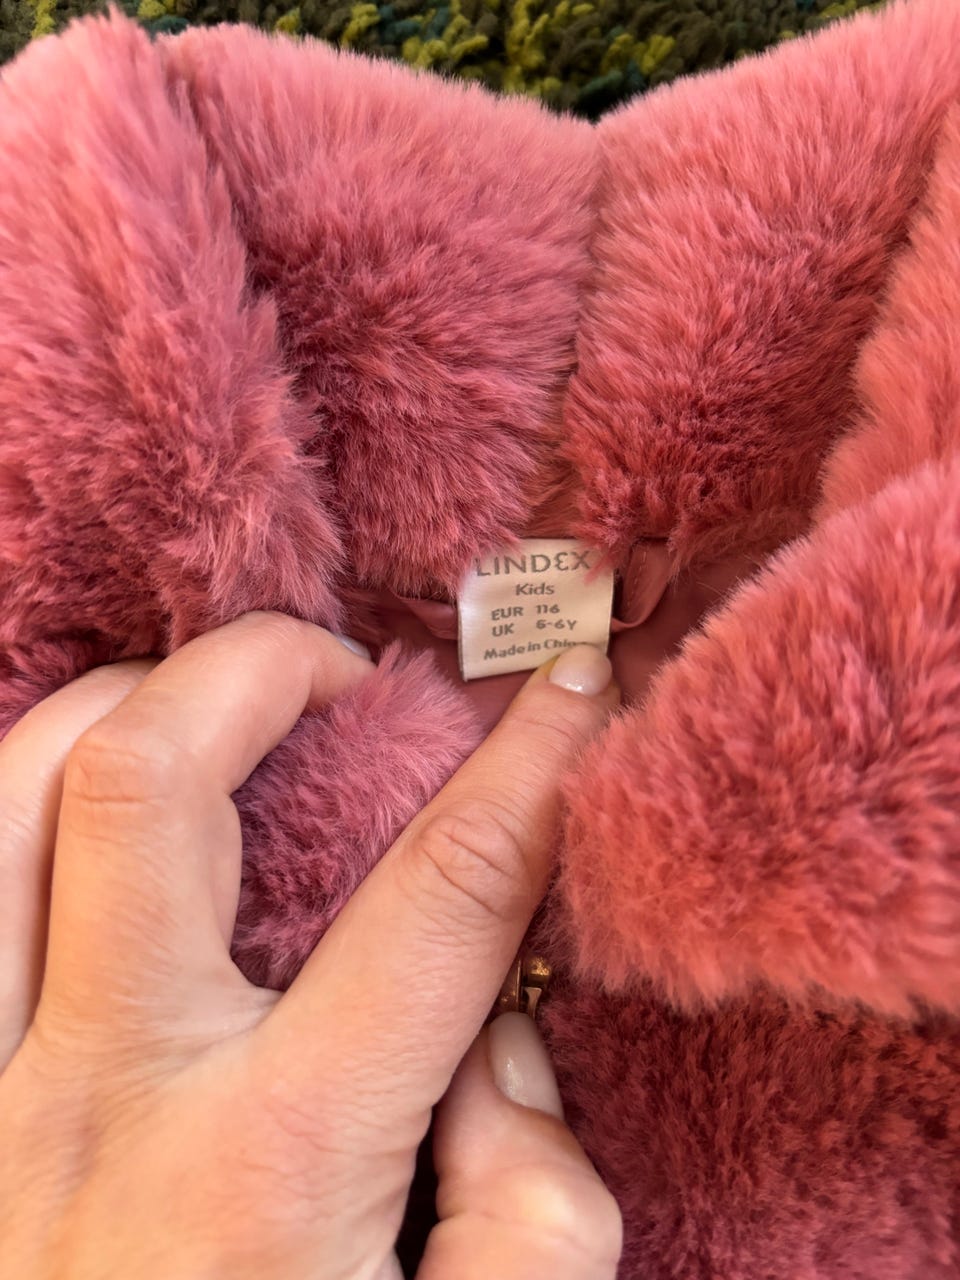 LINDEX
Kids
EUR 116
UK 5-6Y
Made in